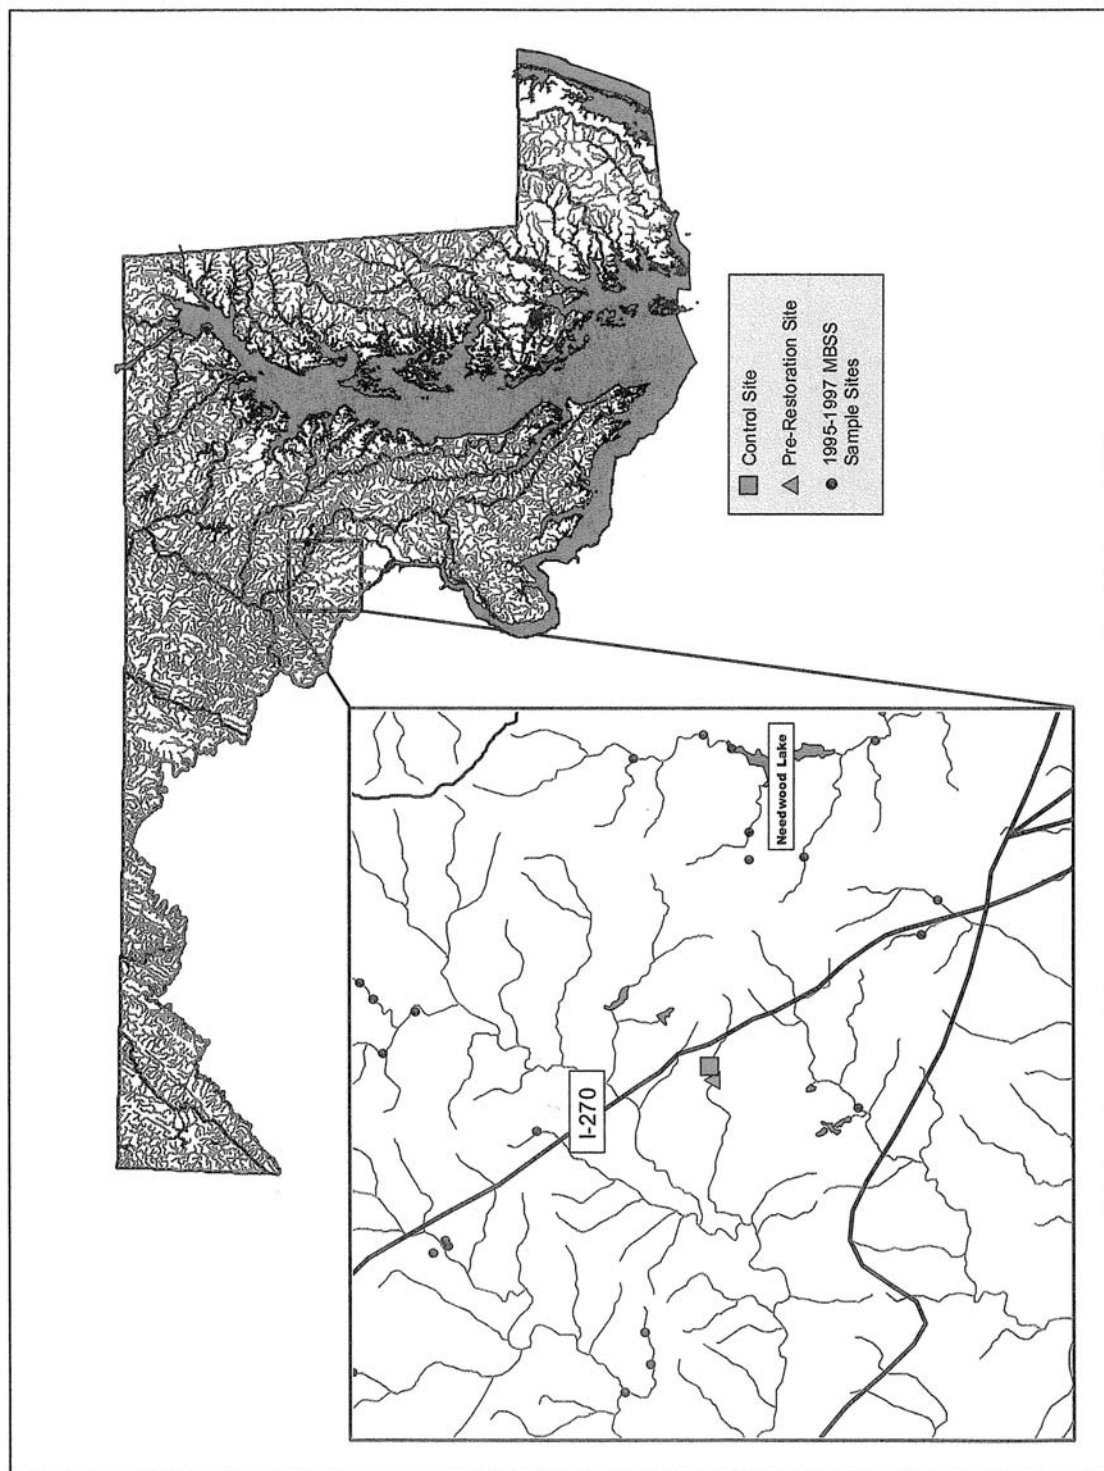 Control Site
Pre-Restoration Site
1995-1997 MBSS
Sample Sites
Needwood Lake
I-270